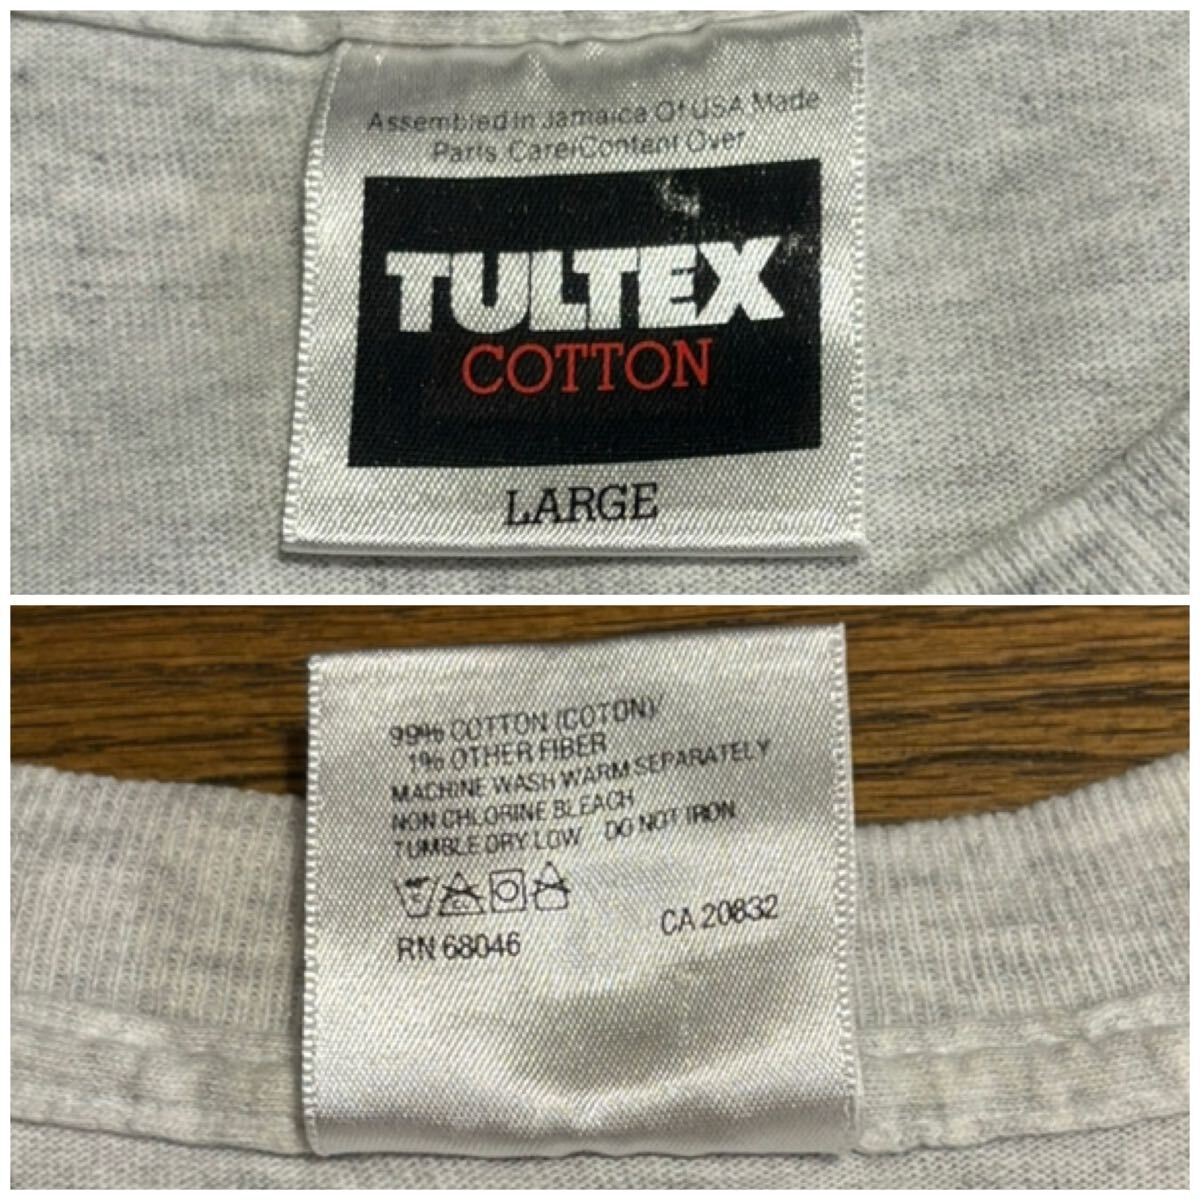 Assembled In Jamaica Of USA Made
Parts. Care/Content Over
TULTEX
COTTON
LARGE
99% COTTON (COTON)/
1% OTHER FIBER
MACHINE WASH WARM SEPARATELY
NON CHLORINE BLEACH
TUMBLE DRY LOW DO NOT IRON
RN 68046 CA 20832